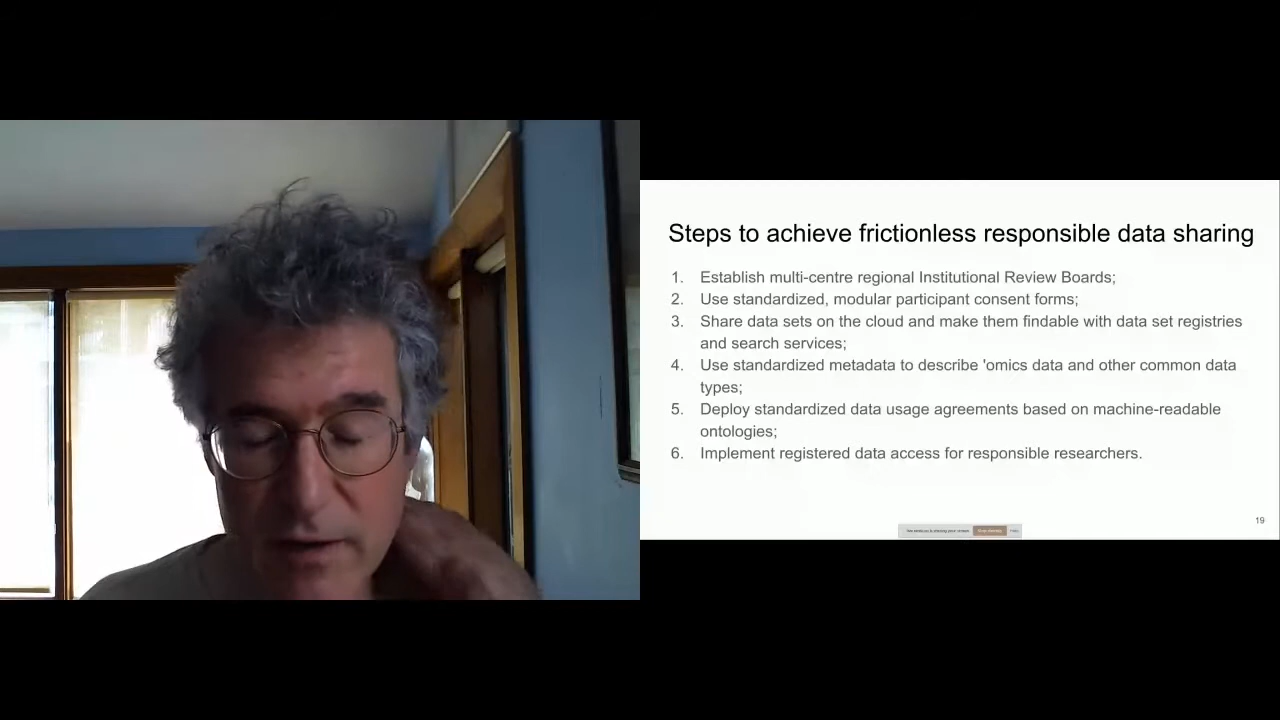 Steps to achieve frictionless responsible data sharing
1. Establish multi-centre regional Institutional Review Boards;
2. Use standardized, modular participant consent forms;
3. Share data sets on the cloud and make them findable with data set registries
and search services;
4. Use standardized metadata to describe 'omics data and other common data
types;
5. Deploy standardized data usage agreements based on machine-readable
ontologies;
6. Implement registered data access for responsible researchers.
19